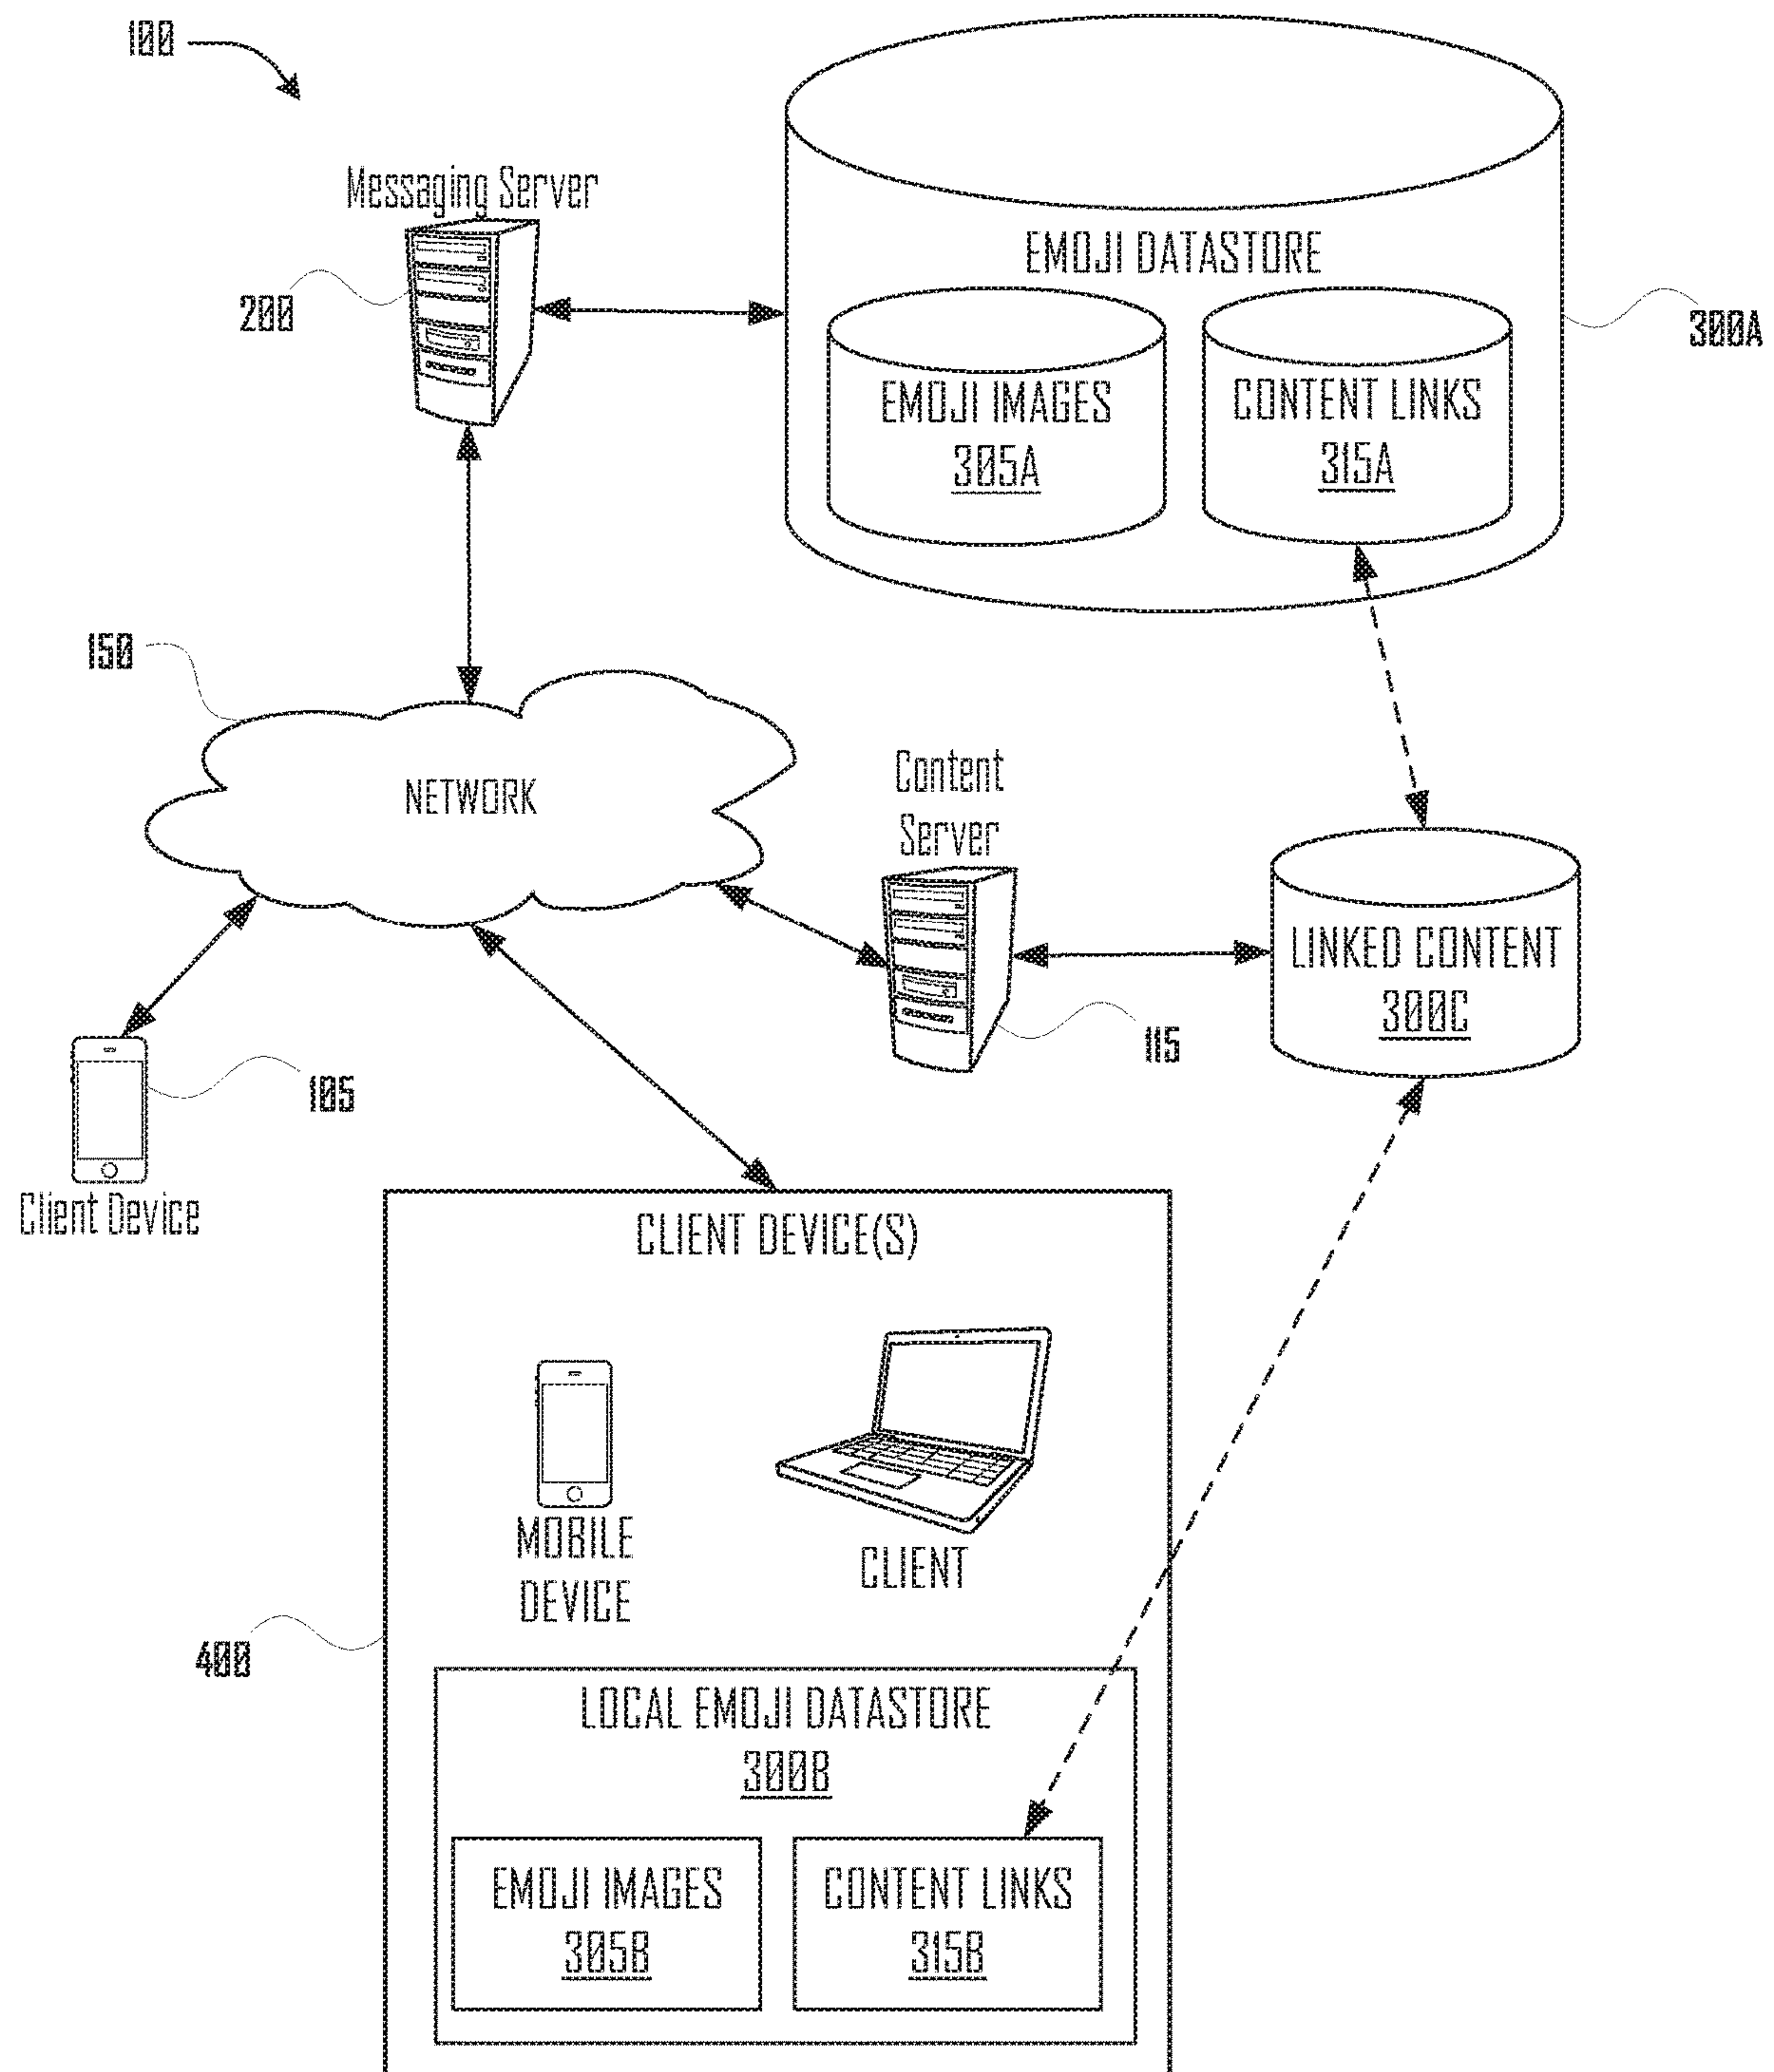 100
Messaging Server
200
EMOJI DATASTORE
300A
EMOJI IMAGES
305A
CONTENT LINKS
315A
150
NETWORK
Content
Server
115
LINKED CONTENT
300C
105
Client Device
CLIENT DEVICE(S)
MOBILE
DEVICE
CLIENT
400
LOCAL EMOJI DATASTORE
300B
EMOJI IMAGES
305B
CONTENT LINKS
315B